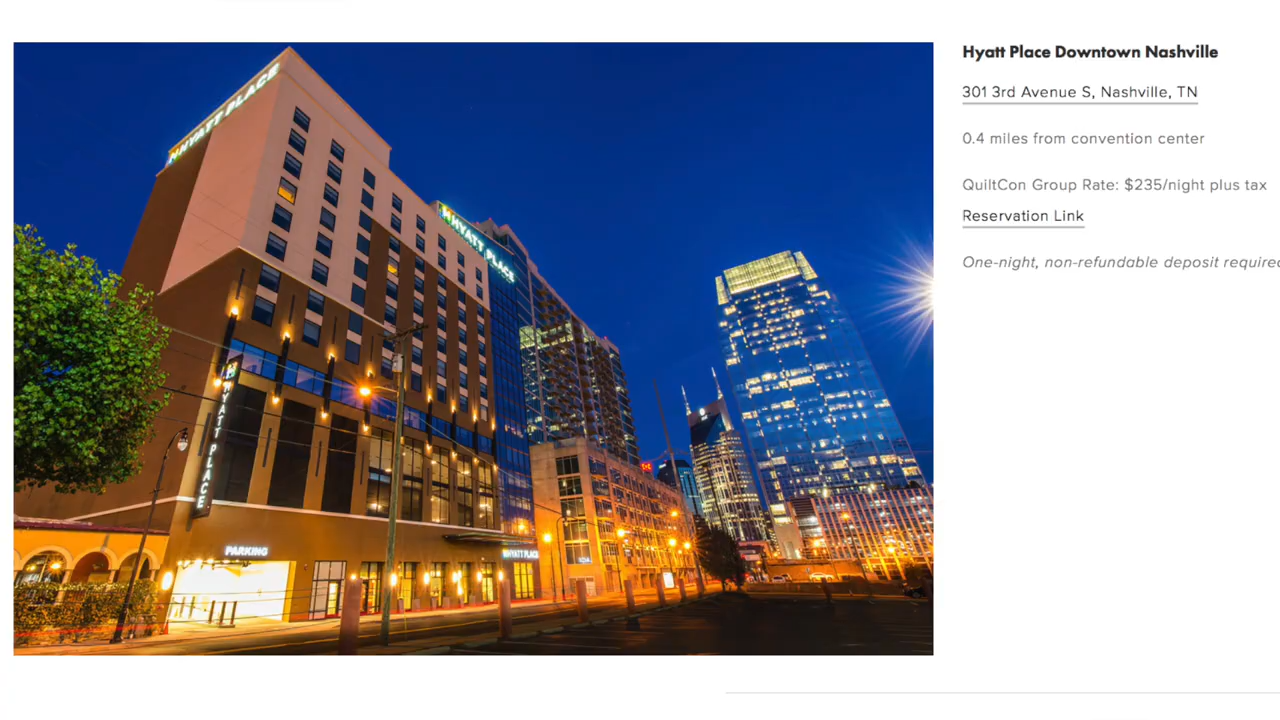 HYATT PLACE
HYATT PLACE
HYATT PLACE
PARKING
HYATT PLACE
Hyatt Place Downtown Nashville
301 3rd Avenue S, Nashville, TN
0.4 miles from convention center
QuiltCon Group Rate: $235/night plus tax
Reservation Link
One-night, non-refundable deposit required